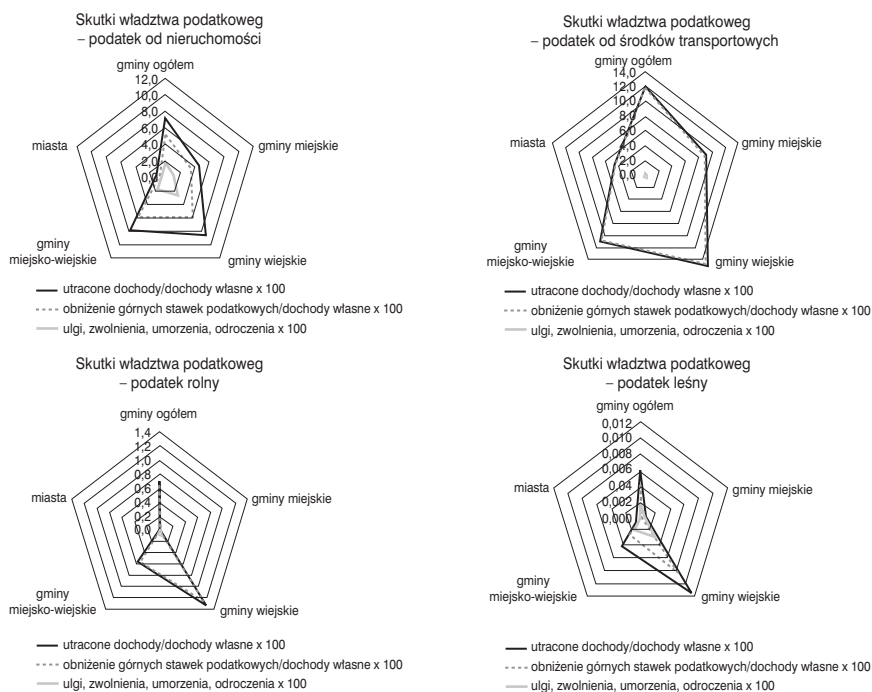 Skutki władztwa podatkoweg
– podatek od nieruchomości
gminy ogółem
12,0
10,0
8,0
6,0
4,0
2,0
0,0
miasta
gminy miejskie
gminy
miejsko-wiejskie
gminy wiejskie
utracone dochody/dochody własne x 100
obniżenie górnych stawek podatkowych/dochody własne x 100
ulgi, zwolnienia, umorzenia, odroczenia x 100
Skutki władztwa podatkoweg
– podatek od środków transportowych
gminy ogółem
14,0
12,0
10,0
8,0
6,0
4,0
2,0
0,0
miasta
gminy miejskie
gminy
miejsko-wiejskie
gminy wiejskie
utracone dochody/dochody własne x 100
obniżenie górnych stawek podatkowych/dochody własne x 100
ulgi, zwolnienia, umorzenia, odroczenia x 100
Skutki władztwa podatkoweg
– podatek rolny
gminy ogółem
1,4
1,2
1,0
0,8
0,6
0,4
0,2
0,0
miasta
gminy miejskie
gminy
miejsko-wiejskie
gminy wiejskie
utracone dochody/dochody własne x 100
obniżenie górnych stawek podatkowych/dochody własne x 100
ulgi, zwolnienia, umorzenia, odroczenia x 100
Skutki władztwa podatkoweg
– podatek leśny
gminy ogółem
0,012
0,010
0,008
0,006
0,04
0,002
0,000
miasta
gminy miejskie
gminy
miejsko-wiejskie
gminy wiejskie
utracone dochody/dochody własne x 100
obniżenie górnych stawek podatkowych/dochody własne x 100
ulgi, zwolnienia, umorzenia, odroczenia x 100